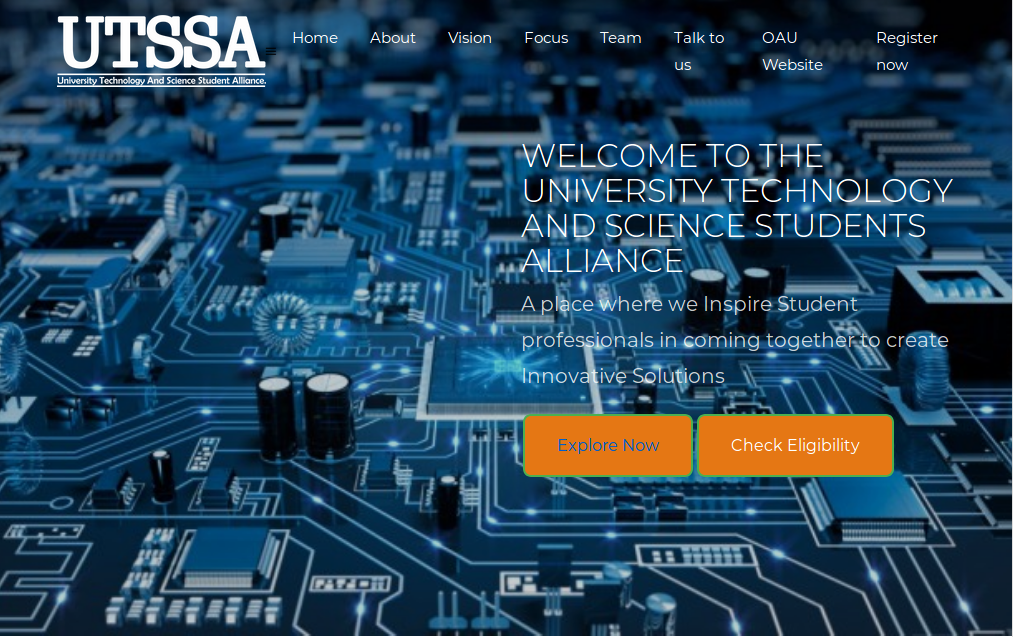 UTSSA
University Technology And Science Student Alliance.
Home About Vision Focus Team Talk to us OAU Website Register now
WELCOME TO THE
UNIVERSITY TECHNOLOGY
AND SCIENCE STUDENTS
ALLIANCE
A place where we Inspire Student
professionals in coming together to create
Innovative Solutions
Explore Now Check Eligibility